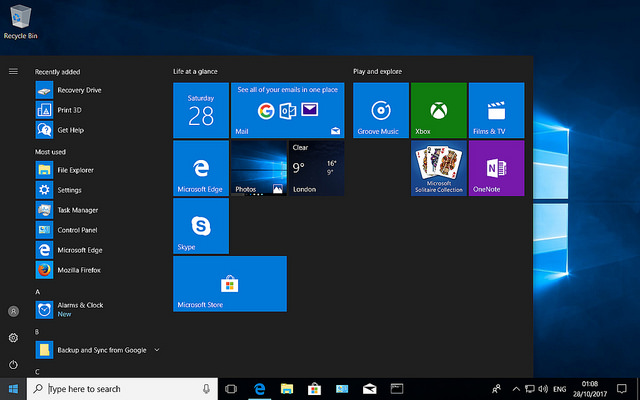 Recycle Bin
Recently added
Recovery Drive
Print 3D
Get Help
Most used
File Explorer
Settings
Task Manager
Control Panel
Microsoft Edge
Mozilla Firefox
A
Alarms & Clock
New
B
Backup and Sync from Google
C
Life at a glance
Saturday
28
See all of your emails in one place
Mail
Microsoft Edge
Photos
Clear
9°
16°
9°
London
Skype
Microsoft Store
Play and explore
Groove Music
Xbox
Films & TV
Microsoft
Solitaire Collection
OneNote
Type here to search
ENG
01:08
28/10/2017